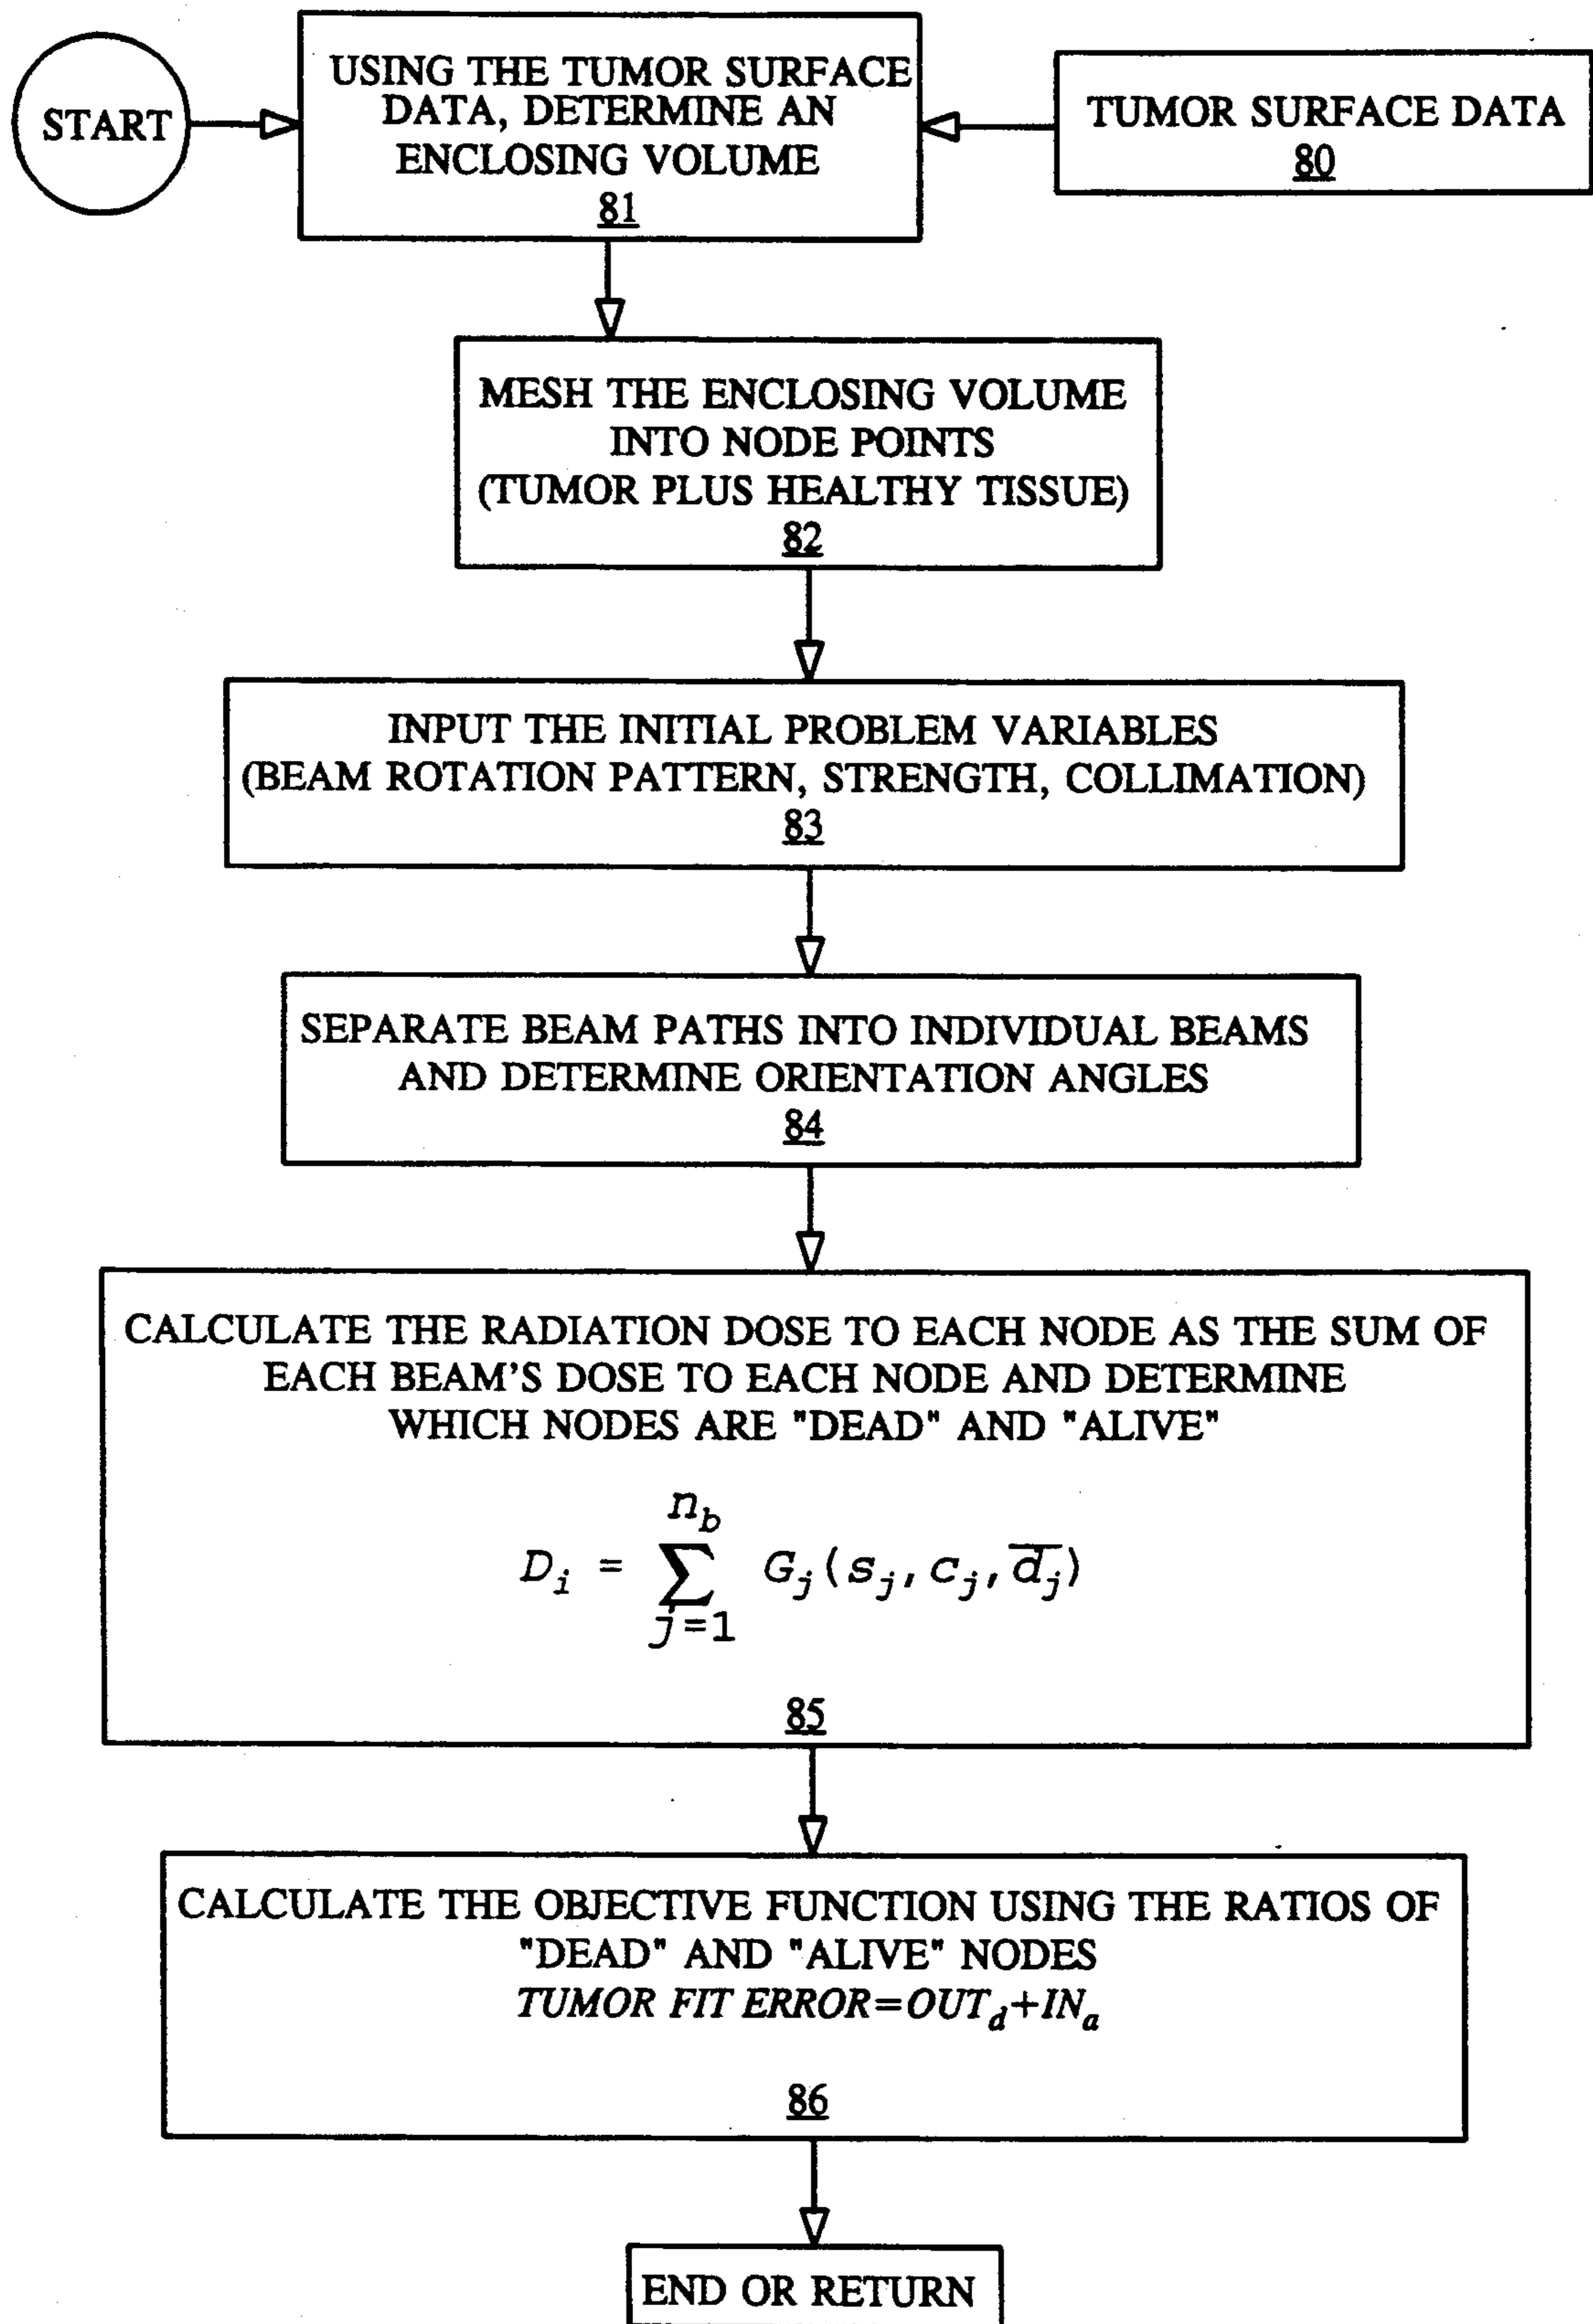 START
USING THE TUMOR SURFACE
DATA, DETERMINE AN
ENCLOSING VOLUME
81
TUMOR SURFACE DATA
80
MESH THE ENCLOSING VOLUME
INTO NODE POINTS
(TUMOR PLUS HEALTHY TISSUE)
82
INPUT THE INITIAL PROBLEM VARIABLES
(BEAM ROTATION PATTERN, STRENGTH, COLLIMATION)
83
SEPARATE BEAM PATHS INTO INDIVIDUAL BEAMS
AND DETERMINE ORIENTATION ANGLES
84
CALCULATE THE RADIATION DOSE TO EACH NODE AS THE SUM OF
EACH BEAM'S DOSE TO EACH NODE AND DETERMINE
WHICH NODES ARE "DEAD" AND "ALIVE"
$D_i = \sum_{j=1}^{n_b} G_j(s_j, c_j, \overline{d_j})$
85
CALCULATE THE OBJECTIVE FUNCTION USING THE RATIOS OF
"DEAD" AND "ALIVE" NODES
TUMOR FIT ERROR=OUT_d+IN_a
86
END OR RETURN